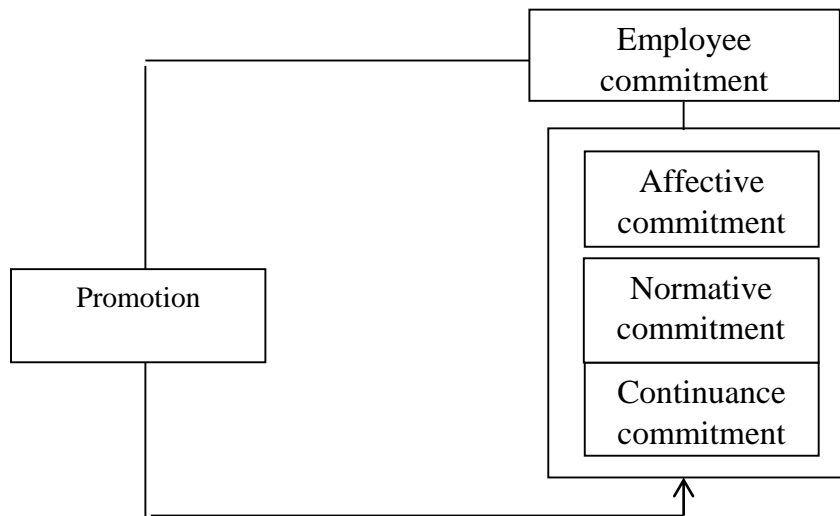 Employee
commitment
Affective
commitment
Promotion
Normative
commitment
Continuance
commitment